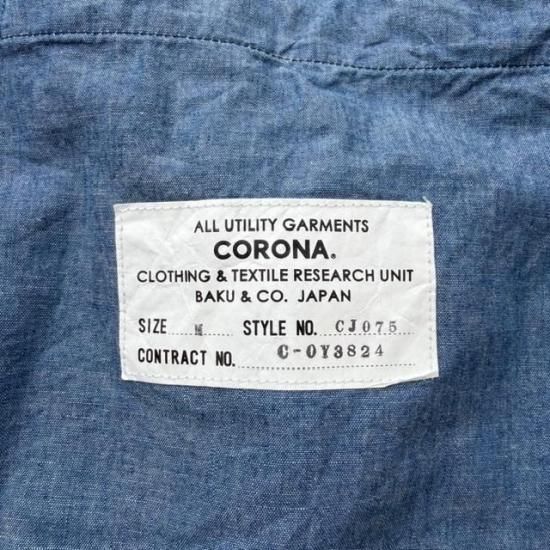 ALL UTILITY GARMENTS
CORONA®
CLOTHING & TEXTILE RESEARCH UNIT
BAKU & CO. JAPAN
SIZE M STYLE NO. CJ075
CONTRACT NO. C-OY3824